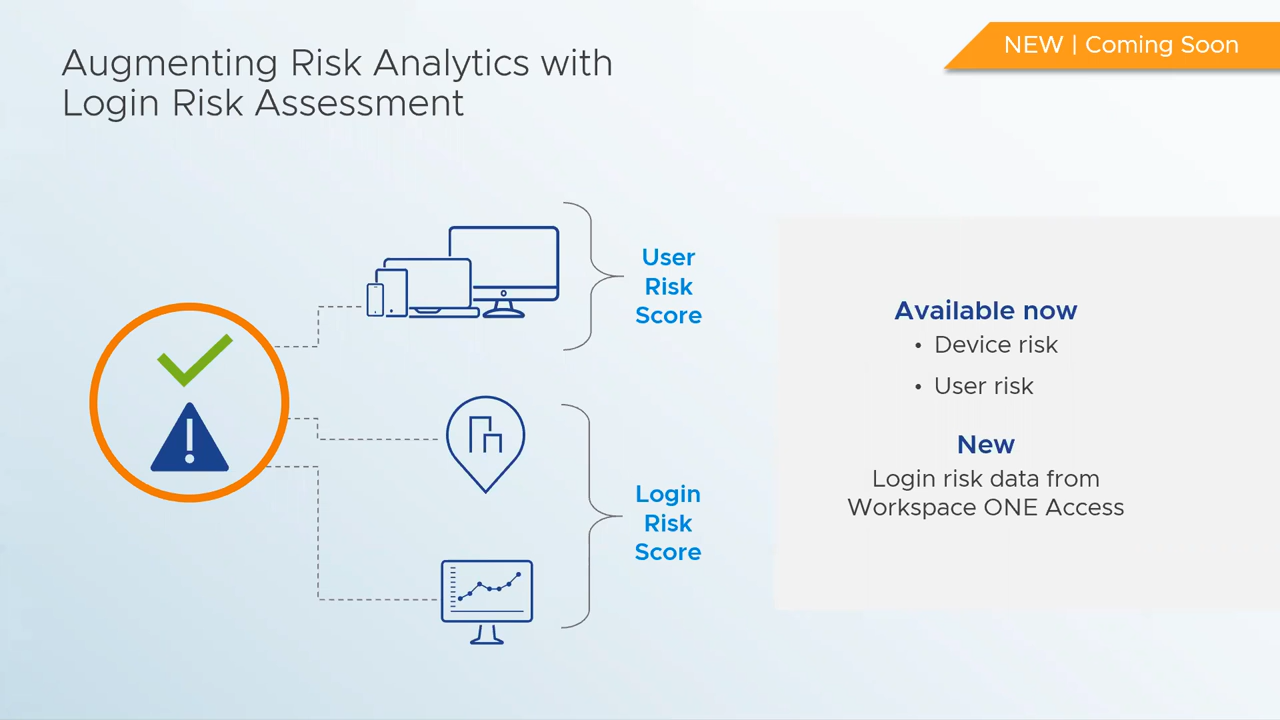 Augmenting Risk Analytics with
Login Risk Assessment
NEW | Coming Soon
User
Risk
Score
Login
Risk
Score
Available now
• Device risk
• User risk
New
Login risk data from
Workspace ONE Access